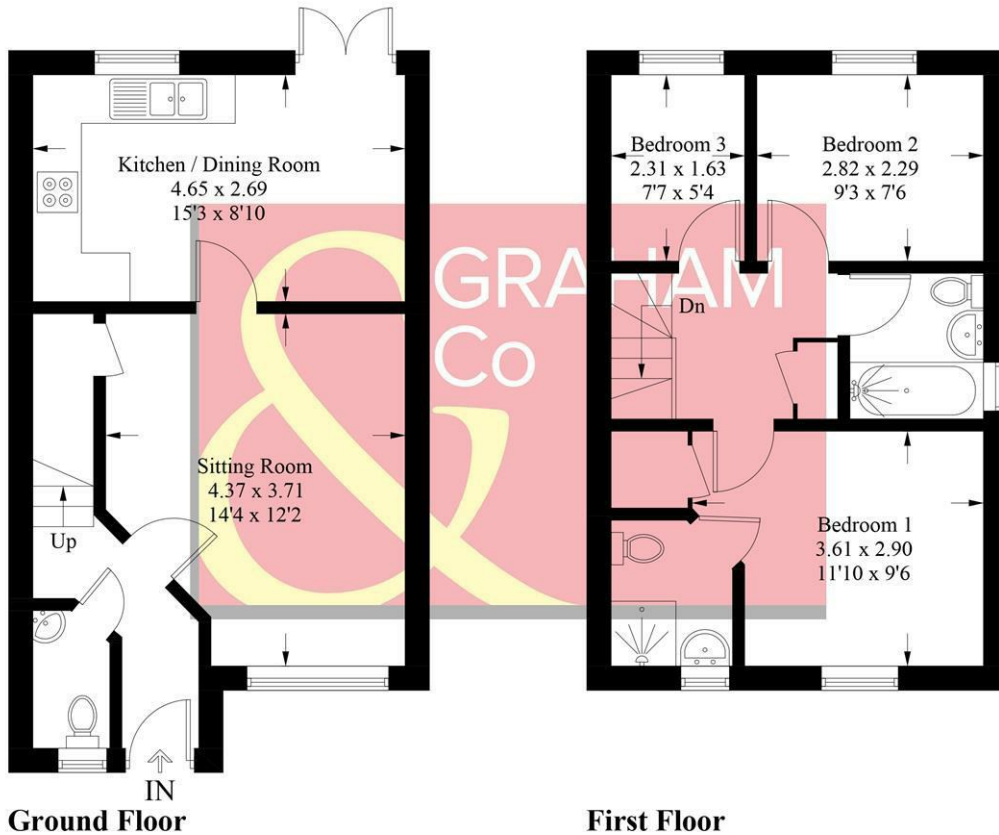 Kitchen / Dining Room
4.65 x 2.69
15'3 x 8'10
Bedroom 3
2.31 x 1.63
7'7 x 5'4
Bedroom 2
2.82 x 2.29
9'3 x 7'6
GRAHAM
& Co
Dn
Sitting Room
4.37 x 3.71
14'4 x 12'2
Up
Bedroom 1
3.61 x 2.90
11'10 x 9'6
IN
Ground Floor
First Floor